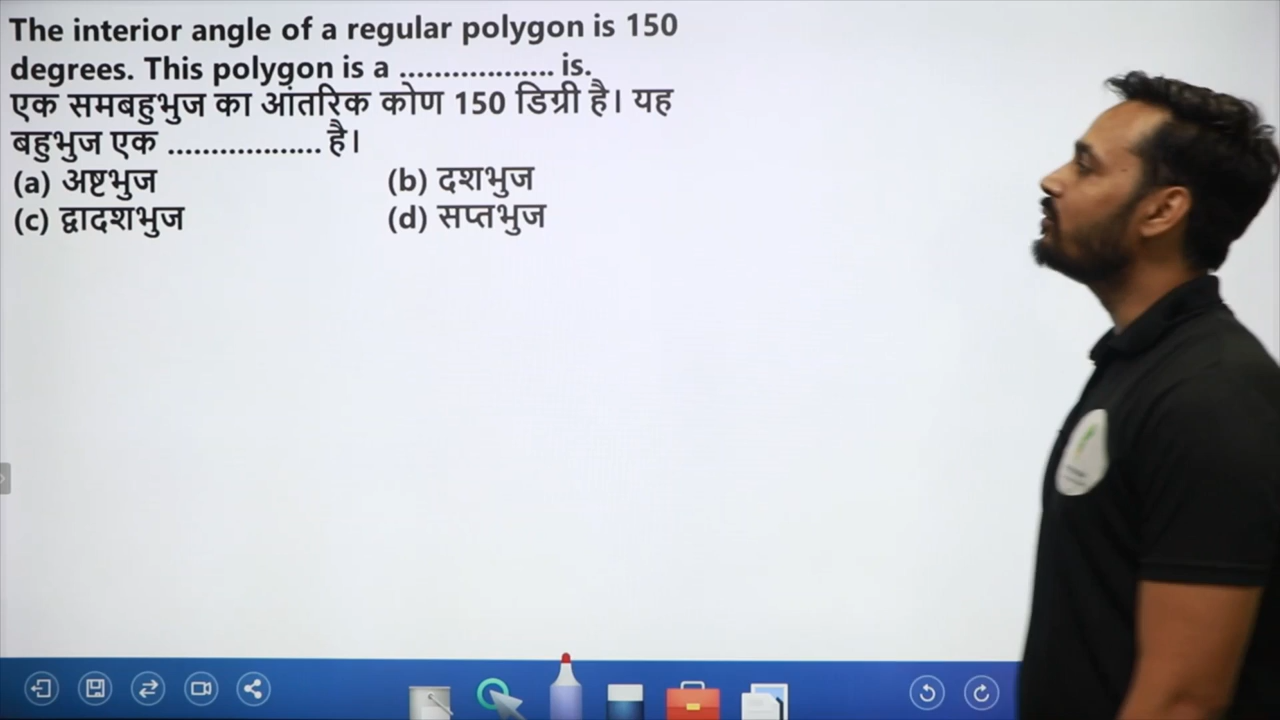 The interior angle of a regular polygon is 150
degrees. This polygon is a .................. is.
एक समबहुभुज का आंतरिक कोण 150 डिग्री है। यह
बहुभुज एक .................. है।
(a) अष्टभुज (b) दशभुज
(c) द्वादशभुज (d) सप्तभुज